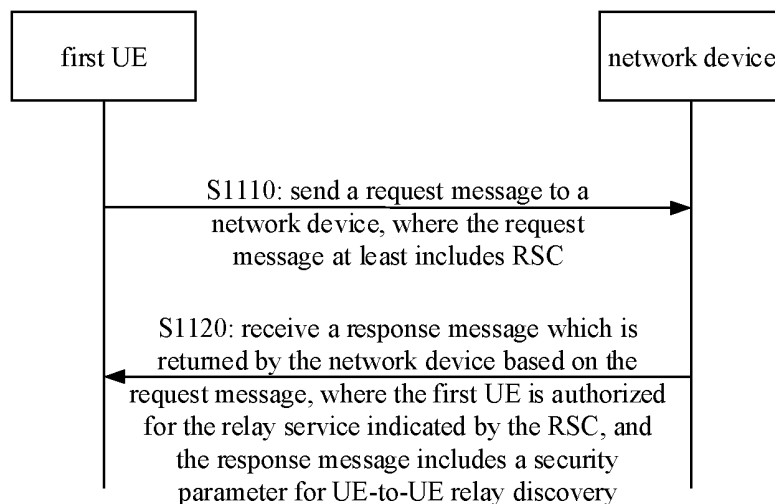 first UE
network device
S1110: send a request message to a
network device, where the request
message at least includes RSC
S1120: receive a response message which is
returned by the network device based on the
request message, where the first UE is authorized
for the relay service indicated by the RSC, and
the response message includes a security
parameter for UE-to-UE relay discovery